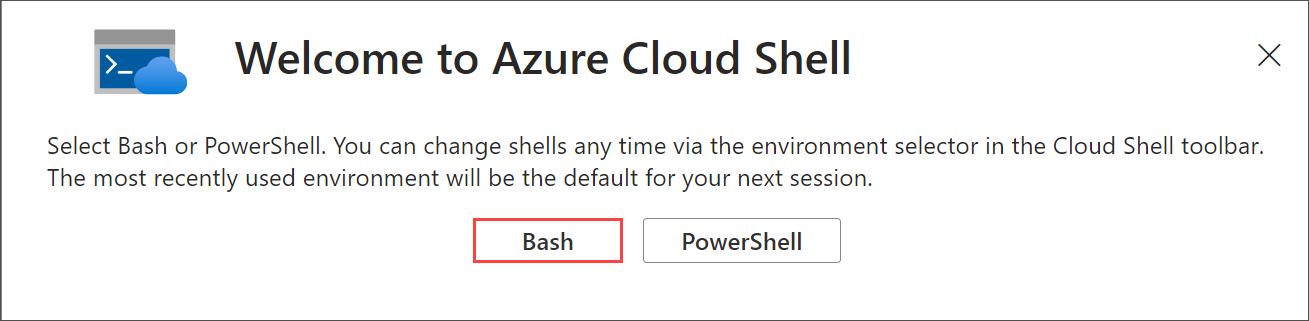 Welcome to Azure Cloud Shell
Select Bash or PowerShell. You can change shells any time via the environment selector in the Cloud Shell toolbar.
The most recently used environment will be the default for your next session.
Bash
PowerShell